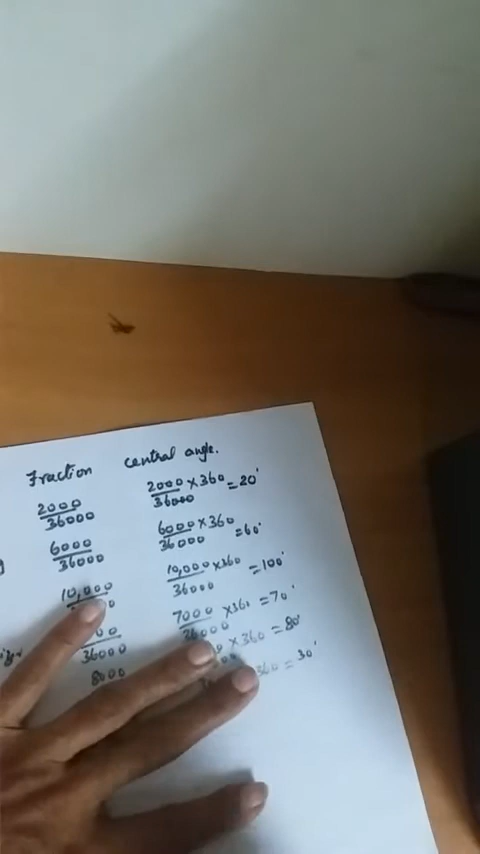 Fraction central angle.
2000/36000 2000/36000 × 360 = 20°
6000/36000 6000/36000 × 360 = 60°
10,000 10,000/36000 × 360 = 100°
36000 7000/36000 × 360 = 70°
8000 × 360 = 80°
360 = 30°